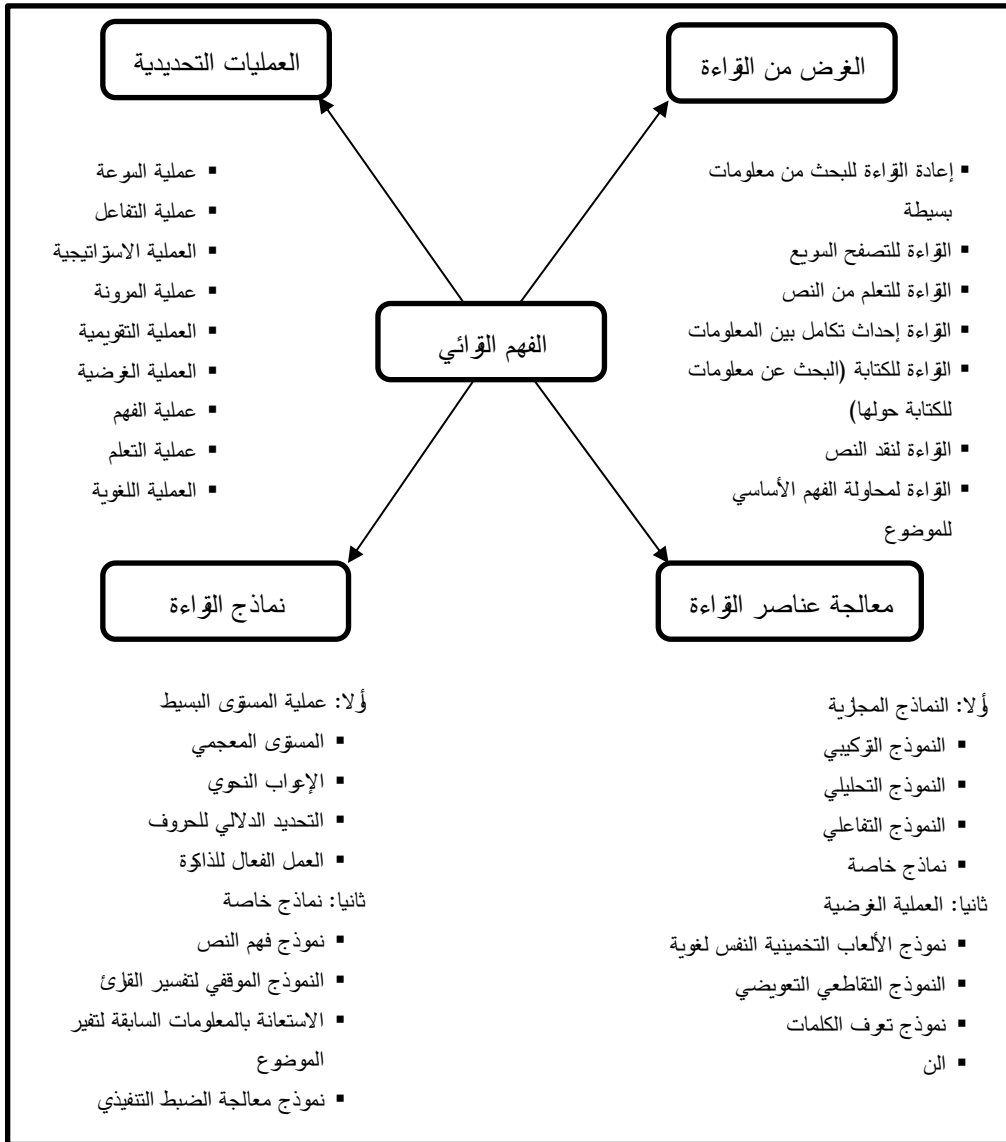 الغرض من القراءة
إعادة القراءة للبحث من معلومات
بسيطة
القراءة للتصفح السريع
القراءة للتعلم من النص
القراءة إحداث تكامل بين المعلومات
القراءة للكتابة (البحث عن معلومات
للكتابة حولها)
القراءة لنقد النص
القراءة لمحاولة الفهم الأساسي
للموضوع
العمليات التحديدية
عملية السرعة
عملية التفاعل
العملية الاستراتيجية
عملية المرونة
العملية التقويمية
العملية الغرضية
عملية الفهم
عملية التعلم
العملية اللغوية
الفهم القرائي
معالجة عناصر القراءة
أولا: النماذج المجازية
النموذج التركيبي
النموذج التحليلي
النموذج التفاعلي
نماذج خاصة
ثانيا: العملية الغرضية
نموذج الألعاب التخمينية النفس لغوية
النموذج التقاطعي التعويضي
نموذج تعرف الكلمات
الن
نماذج القراءة
أولا: عملية المستوى البسيط
المستوى المعجمي
الإعراب النحوي
التحديد الدلالي للحروف
العمل الفعال للذاكرة
ثانيا: نماذج خاصة
نموذج فهم النص
النموذج الموقفي لتفسير القارئ
الاستعانة بالمعلومات السابقة لتفير
الموضوع
نموذج معالجة الضبط التنفيذي